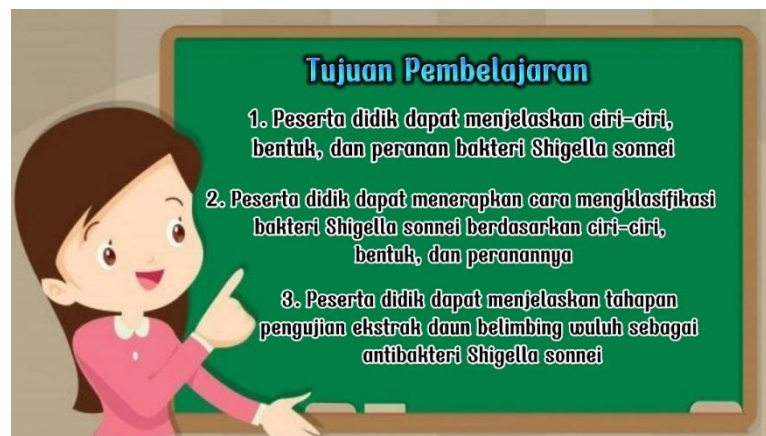 Tujuan Pembelajaran
1. Peserta didik dapat menjelaskan ciri-ciri,
bentuk, dan peranan bakteri Shigella sonnei
2. Peserta didik dapat menerapkan cara mengklasifikasi
bakteri Shigella sonnei berdasarkan ciri-ciri,
bentuk, dan peranannya
3. Peserta didik dapat menjelaskan tahapan
pengujian ekstrak daun belimbing wuluh sebagai
antibakteri Shigella sonnei